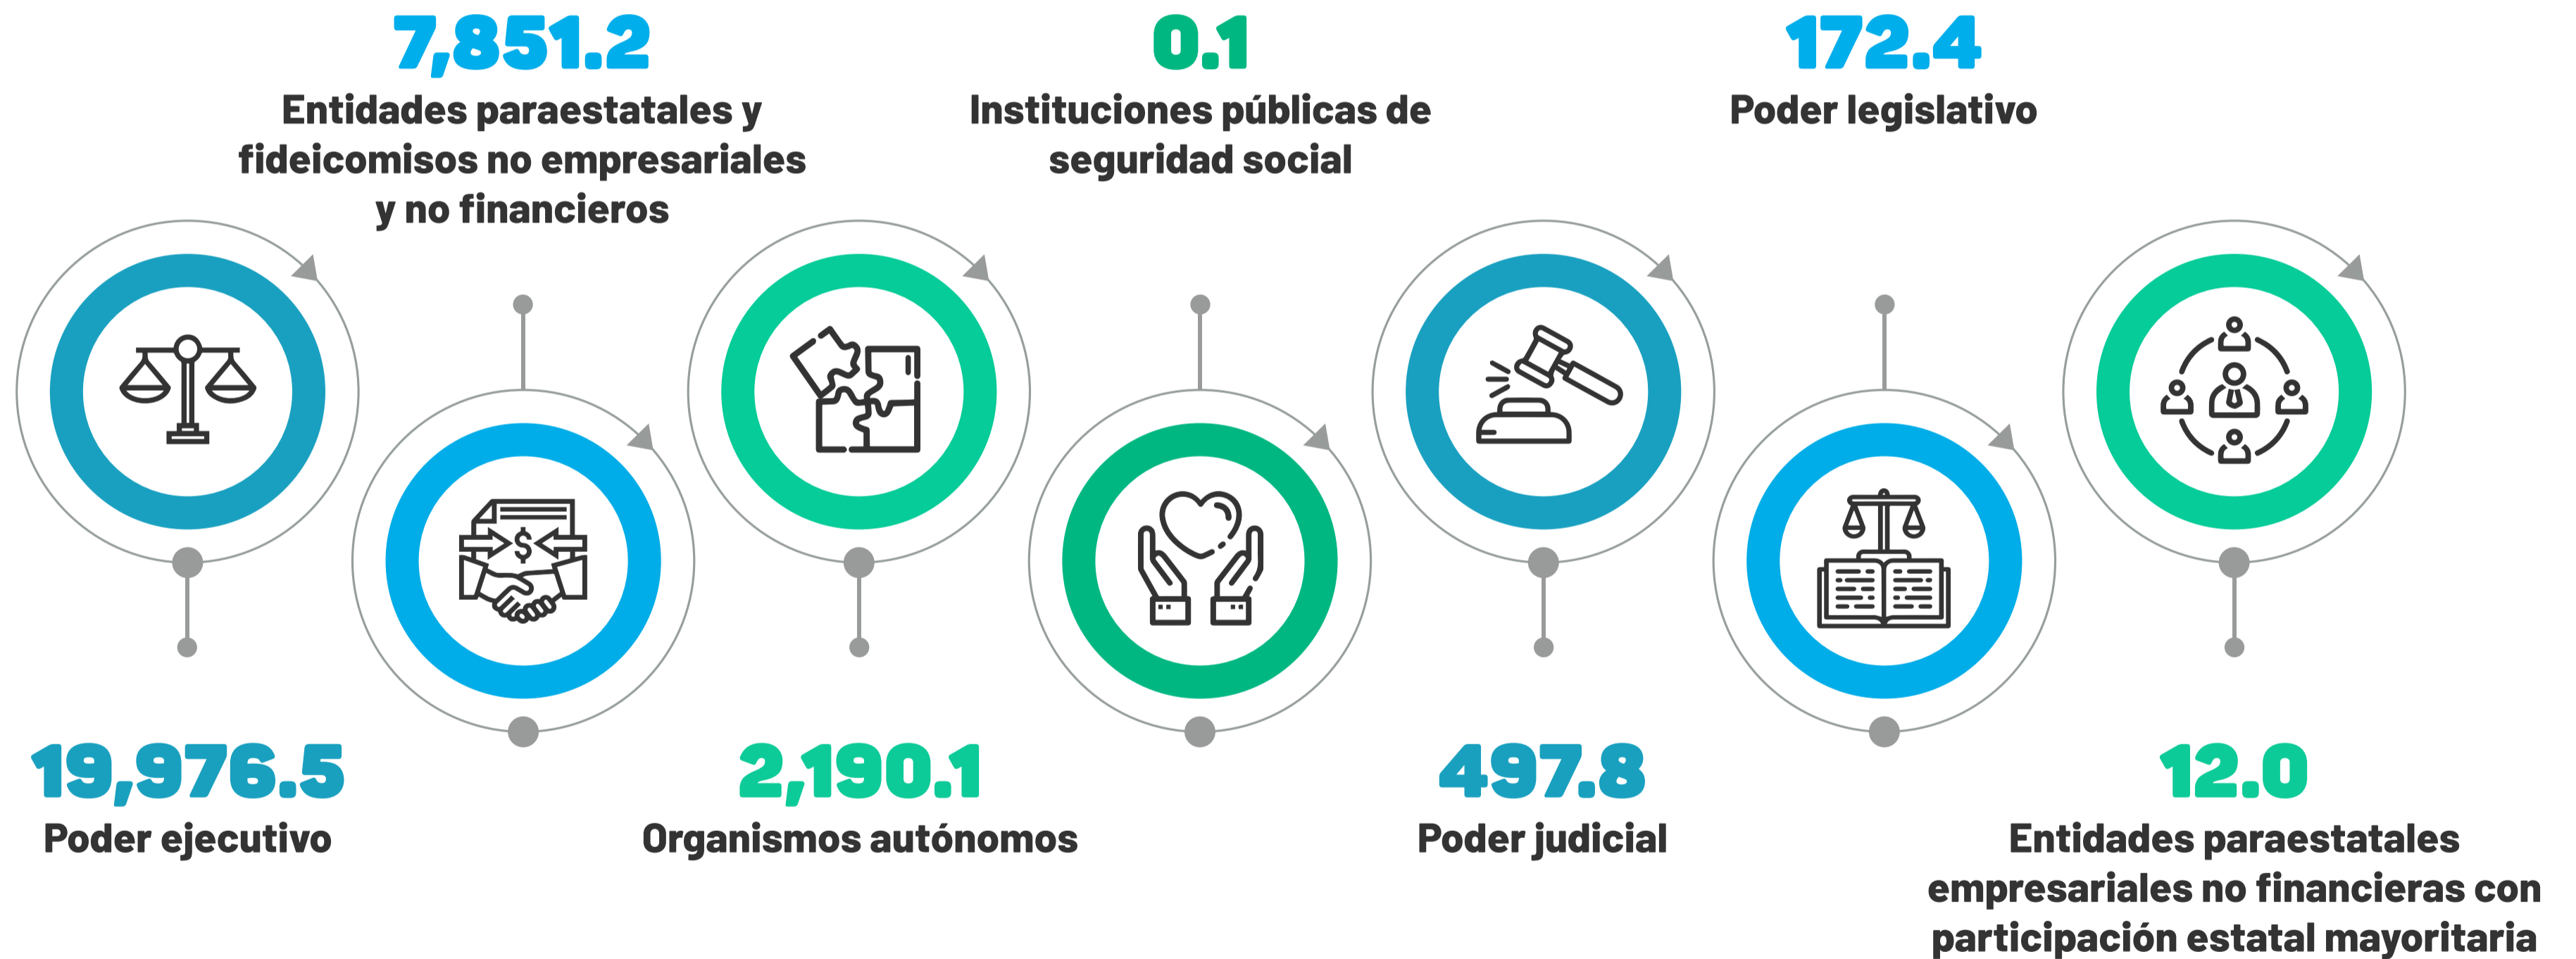 7,851.2
Entidades paraestatales y
fideicomisos no empresariales
y no financieros
0.1
Instituciones públicas de
seguridad social
172.4
Poder legislativo
$
19,976.5
Poder ejecutivo
2,190.1
Organismos autónomos
497.8
Poder judicial
12.0
Entidades paraestatales
empresariales no financieras con
participación estatal mayoritaria